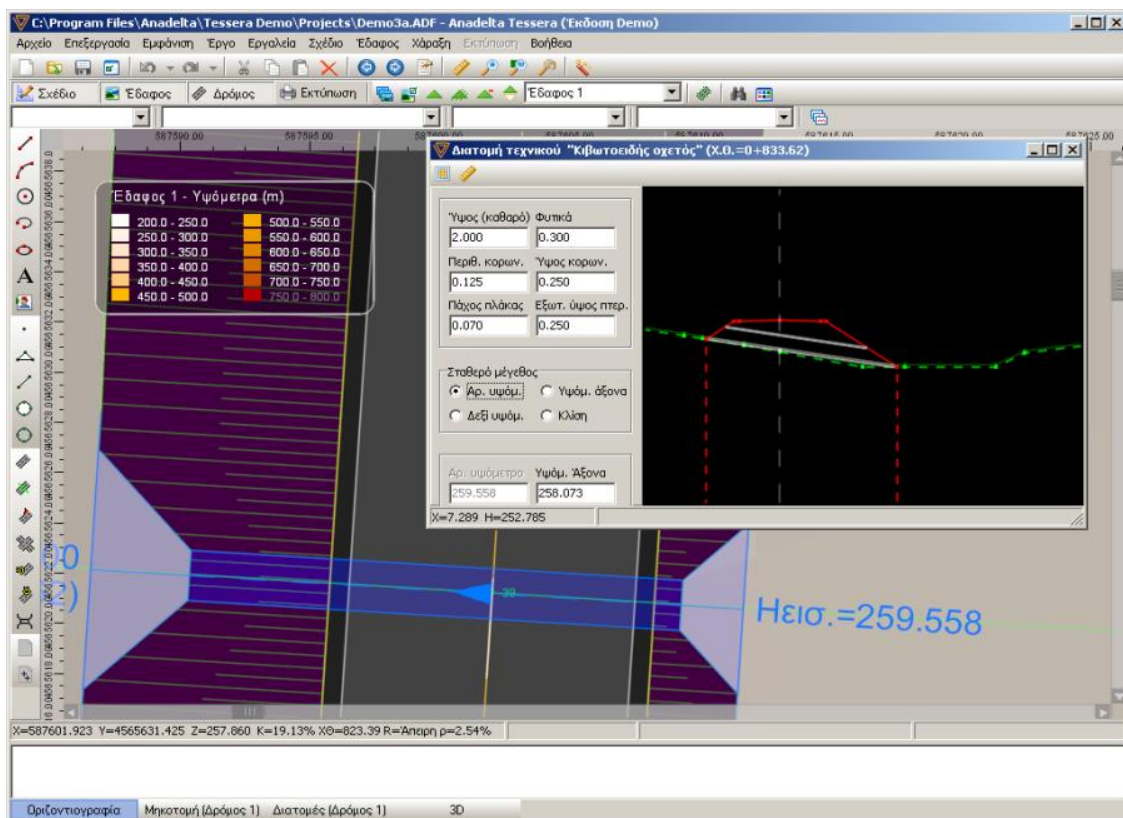 C:\Program Files\Anadelta\Tessera Demo\Projects\Demo3a.ADF - Anadelta Tessera (Έκδοση Demo)
Αρχείο Επεξεργασία Εμφάνιση Έργο Εργαλεία Σχέδιο Έδαφος Χάραξη Εκτύπωση Βοήθεια
Σχέδιο Έδαφος Δρόμος Εκτύπωση Έδαφος 1
587590.00 587595.00 587600.00 587605.00 587610.00 587615.00 587620.00 587625.00
Διατομή τεχνικού "Κιβωτοειδής οχετός" (Χ.Θ.=0+833.62)
Έδαφος 1 - Υψόμετρα (m)
200.0 - 250.0 500.0 - 550.0
250.0 - 300.0 550.0 - 600.0
300.0 - 350.0 600.0 - 650.0
350.0 - 400.0 650.0 - 700.0
400.0 - 450.0 700.0 - 750.0
450.0 - 500.0 750.0 - 800.0
Ύψος (καθαρό) Φυτικά
2.000 0.300
Περιθ. κορων. Ύψος κορων.
0.125 0.250
Πάχος πλάκας Εξωτ. ύψος πτερ.
0.070 0.250
Σταθερό μέγεθος
Αρ. υψόμ. Υψόμ. άξονα
Δεξί υψόμ. Κλίση
Αρ. υψόμετρο Υψόμ. Άξονα
259.558 258.073
X=7.289 H=252.785
39
Ηεισ.=259.558
X=587601.923 Y=4565631.425 Z=257.860 K=19.13% ΧΘ=823.39 R=Άπειρη ρ=2.54%
Οριζοντιογραφία Μηκοτομή (Δρόμος 1) Διατομές (Δρόμος 1) 3D